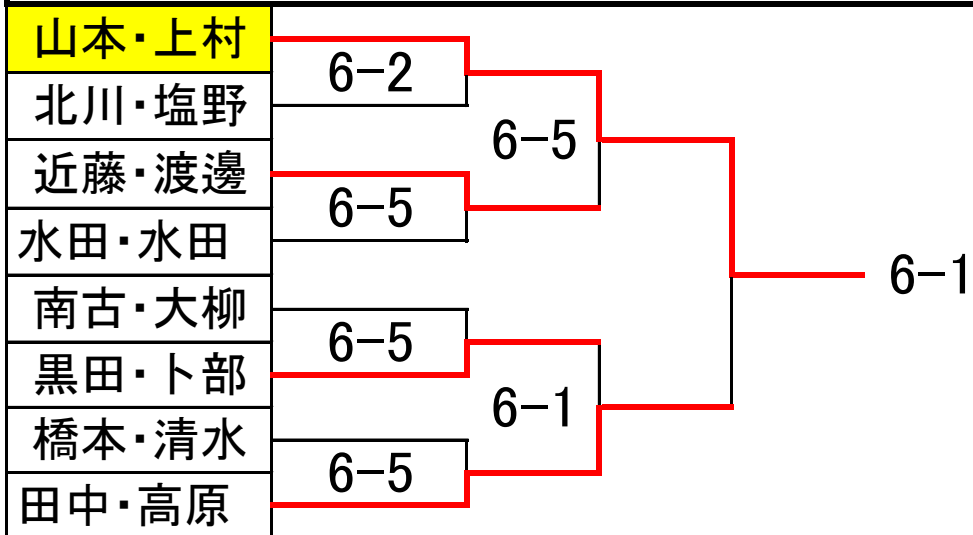 山本・上村
6-2
北川・塩野
6-5
近藤・渡邊
6-5
水田・水田
6-1
南古・大柳
6-5
黒田・卜部
6-1
橋本・清水
6-5
田中・高原